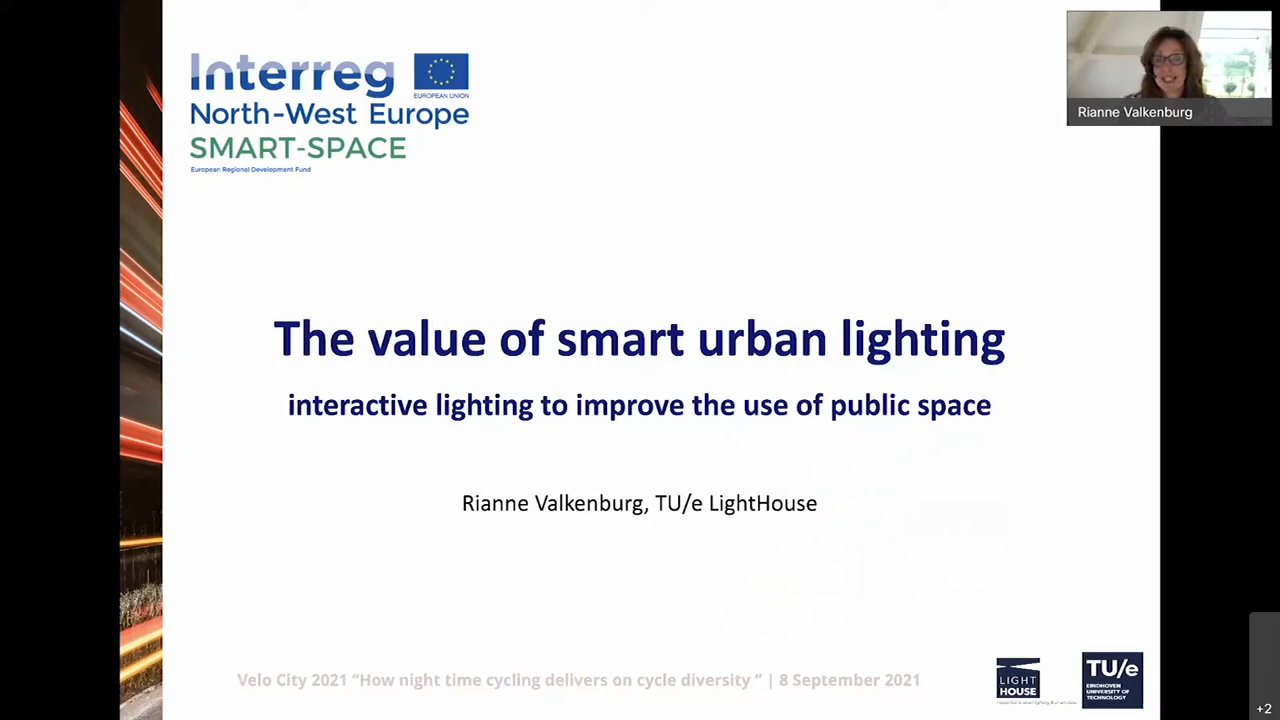 Interreg
EUROPEAN UNION
North-West Europe
SMART-SPACE
European Regional Development Fund
Rianne Valkenburg
The value of smart urban lighting
interactive lighting to improve the use of public space
Rianne Valkenburg, TU/e LightHouse
Velo City 2021 “How night time cycling delivers on cycle diversity ” | 8 September 2021
LIGHT
HOUSE
TU/e
EINDHOVEN
UNIVERSITY OF
TECHNOLOGY
+2